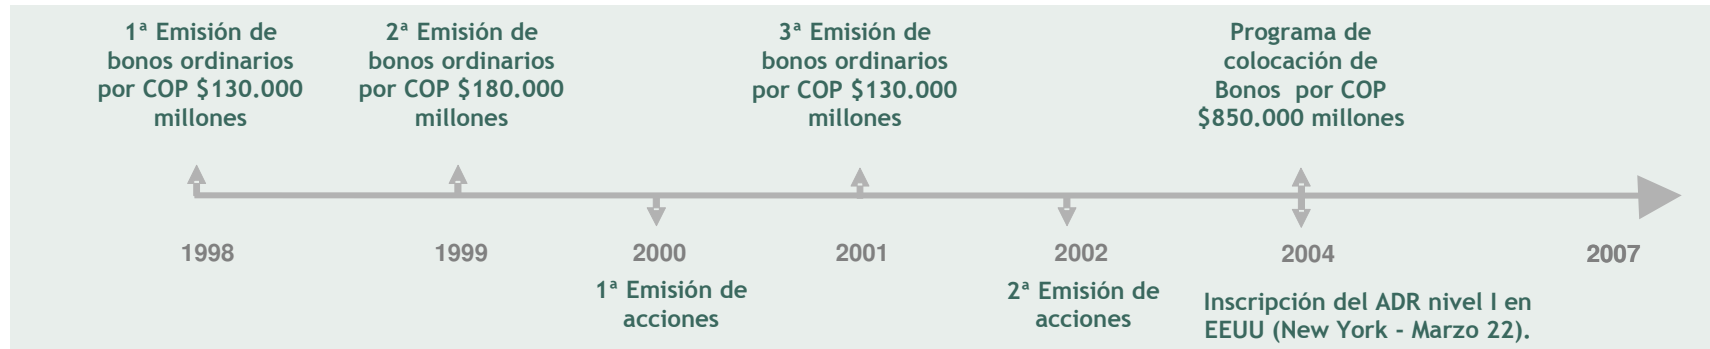 1ª Emisión de
bonos ordinarios
por COP $130.000
millones
2ª Emisión de
bonos ordinarios
por COP $180.000
millones
3ª Emisión de
bonos ordinarios
por COP $130.000
millones
Programa de
colocación de
Bonos por COP
$850.000 millones
1998
1999
2000
2001
2002
2004
2007
1ª Emisión de
acciones
2ª Emisión de
acciones
Inscripción del ADR nivel I en
EEUU (New York - Marzo 22).